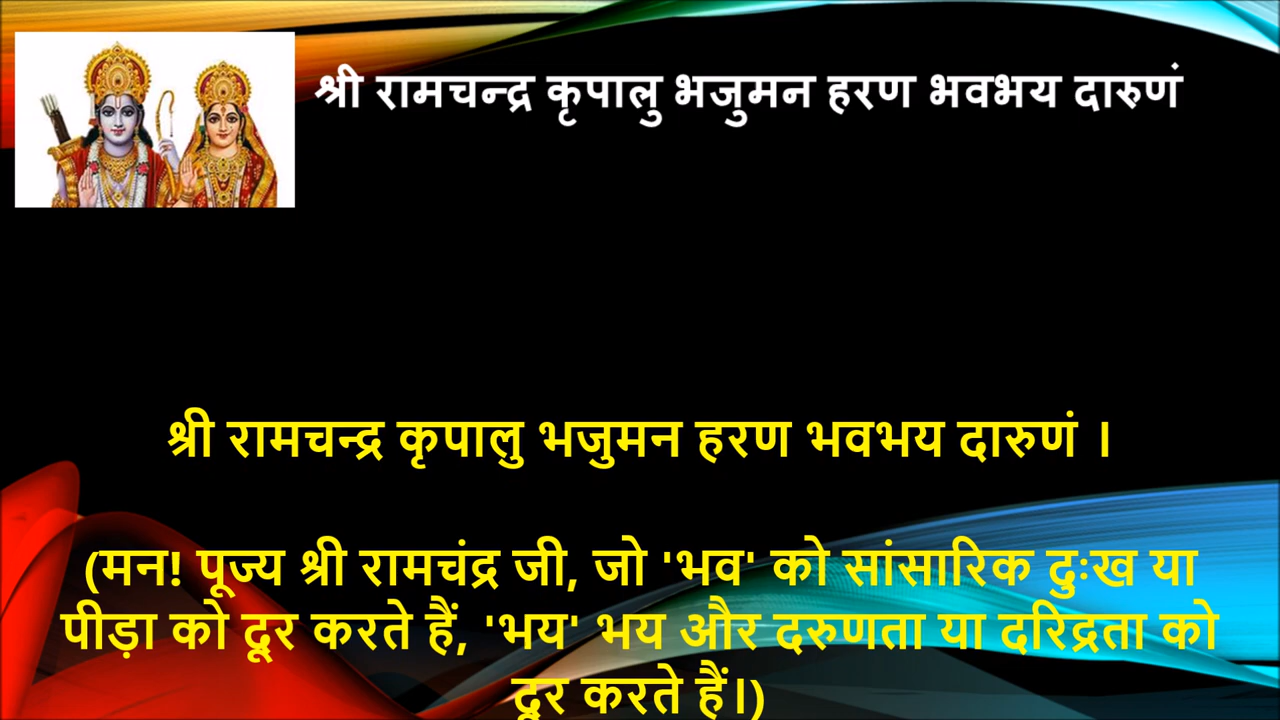 श्री रामचन्द्र कृपालु भजुमन हरण भवभय दारुणं
श्री रामचन्द्र कृपालु भजुमन हरण भवभय दारुणं ।
(मन! पूज्य श्री रामचंद्र जी, जो 'भव' को सांसारिक दुःख या
पीड़ा को दूर करते हैं, 'भय' भय और दरुणता या दरिद्रता को
दूर करते हैं।)